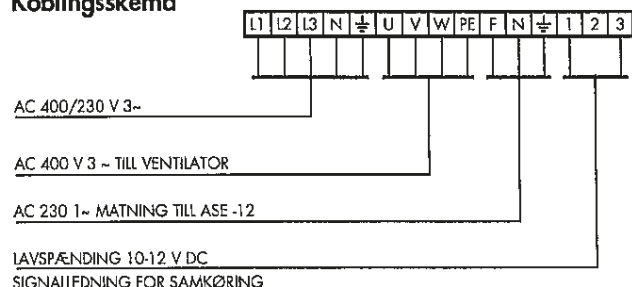 Koblingsskema
L1 L2 L3 N ⏚ U V W PE F N ⏚ 1 2 3
AC 400/230 V 3~
AC 400 V 3 ~ TILL VENTILATOR
AC 230 1~ MATNING TILL ASE -12
LAVSPÆNDING 10-12 V DC
SIGNALLEDNING FOR SAMKØRING